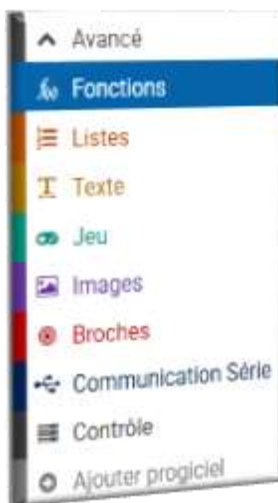 Avancé
Fonctions
Listes
Texte
Jeu
Images
Broches
Communication Série
Contrôle
Ajouter progiciel